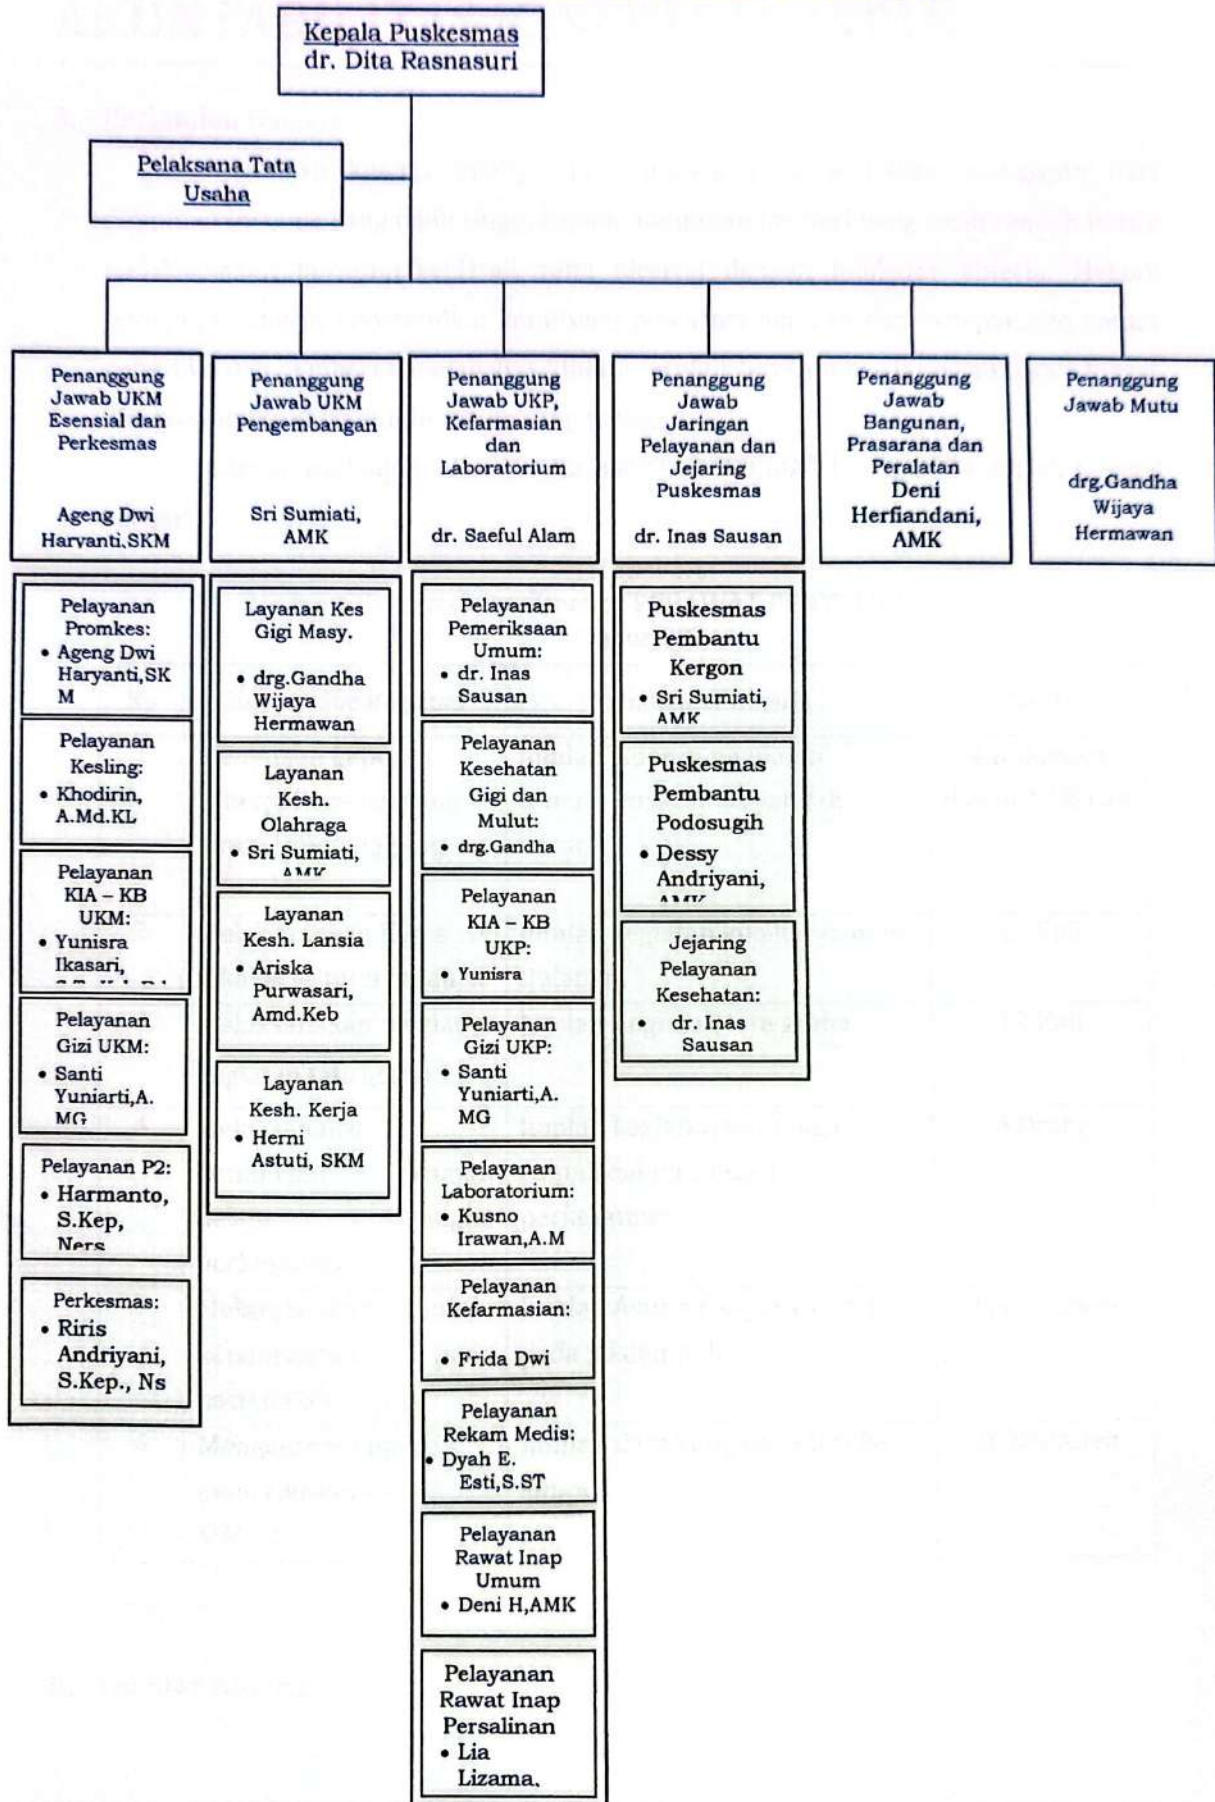 Kepala Puskesmas
dr. Dita Rasnasuri
Pelaksana Tata
Usaha
Penanggung
Jawab UKM
Esensial dan
Perkesmas
Ageng Dwi
Haryanti,SKM
Penanggung
Jawab UKM
Pengembangan
Sri Sumiati,
AMK
Penanggung
Jawab UKP,
Kefarmasian
dan
Laboratorium
dr. Saeful Alam
Penanggung
Jawab
Jaringan
Pelayanan dan
Jejaring
Puskesmas
dr. Inas Sausan
Penanggung
Jawab
Bangunan,
Prasarana dan
Peralatan
Deni
Herfiandani,
AMK
Penanggung
Jawab Mutu
drg.Gandha
Wijaya
Hermawan
Pelayanan
Promkes:
• Ageng Dwi
Haryanti,SK
M
Pelayanan
Kesling:
• Khodirin,
A.Md.KL
Pelayanan
KIA – KB
UKM:
• Yunisra
Ikasari,
Pelayanan
Gizi UKM:
• Santi
Yuniarti,A.
MG
Pelayanan P2:
• Harmanto,
S.Kep,
Ners
Perkesmas:
• Riris
Andriyani,
S.Kep., Ns
Layanan Kes
Gigi Masy.
• drg.Gandha
Wijaya
Hermawan
Layanan
Kesh.
Olahraga
• Sri Sumiati,
AMK
Layanan
Kesh. Lansia
• Ariska
Purwasari,
Amd.Keb
Layanan
Kesh. Kerja
• Herni
Astuti, SKM
Pelayanan
Pemeriksaan
Umum:
• dr. Inas
Sausan
Pelayanan
Kesehatan
Gigi dan
Mulut:
• drg.Gandha
Pelayanan
KIA – KB
UKP:
• Yunisra
Pelayanan
Gizi UKP:
• Santi
Yuniarti,A.
MG
Pelayanan
Laboratorium:
• Kusno
Irawan,A.M
Pelayanan
Kefarmasian:
• Frida Dwi
Pelayanan
Rekam Medis:
• Dyah E.
Esti,S.ST
Pelayanan
Rawat Inap
Umum
• Deni H,AMK
Pelayanan
Rawat Inap
Persalinan
• Lia
Lizama,
Puskesmas
Pembantu
Kergon
• Sri Sumiati,
AMK
Puskesmas
Pembantu
Podosugih
• Dessy
Andriyani,
AMK
Jejaring
Pelayanan
Kesehatan:
• dr. Inas
Sausan